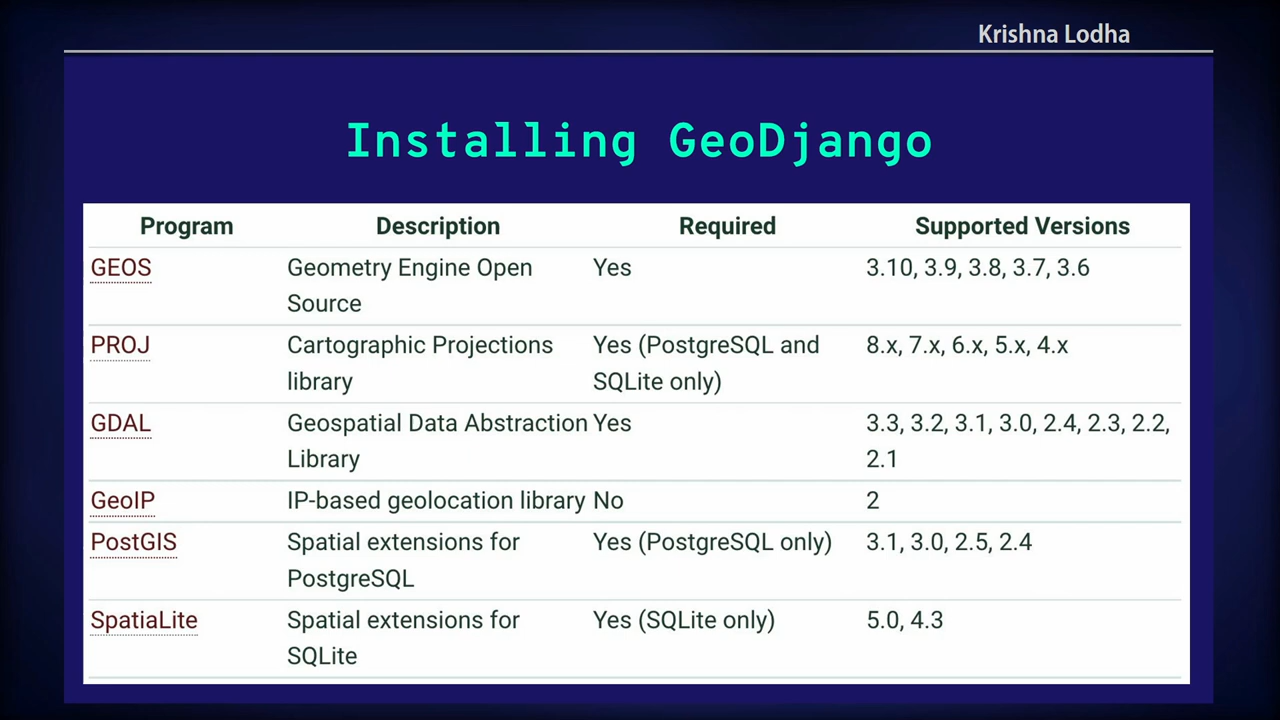 Krishna Lodha
Installing GeoDjango
Program Description Required Supported Versions
GEOS Geometry Engine Open Yes 3.10, 3.9, 3.8, 3.7, 3.6
Source
PROJ Cartographic Projections Yes (PostgreSQL and 8.x, 7.x, 6.x, 5.x, 4.x
library SQLite only)
GDAL Geospatial Data Abstraction Yes 3.3, 3.2, 3.1, 3.0, 2.4, 2.3, 2.2,
Library 2.1
GeoIP IP-based geolocation library No 2
PostGIS Spatial extensions for Yes (PostgreSQL only) 3.1, 3.0, 2.5, 2.4
PostgreSQL
SpatiaLite Spatial extensions for Yes (SQLite only) 5.0, 4.3
SQLite